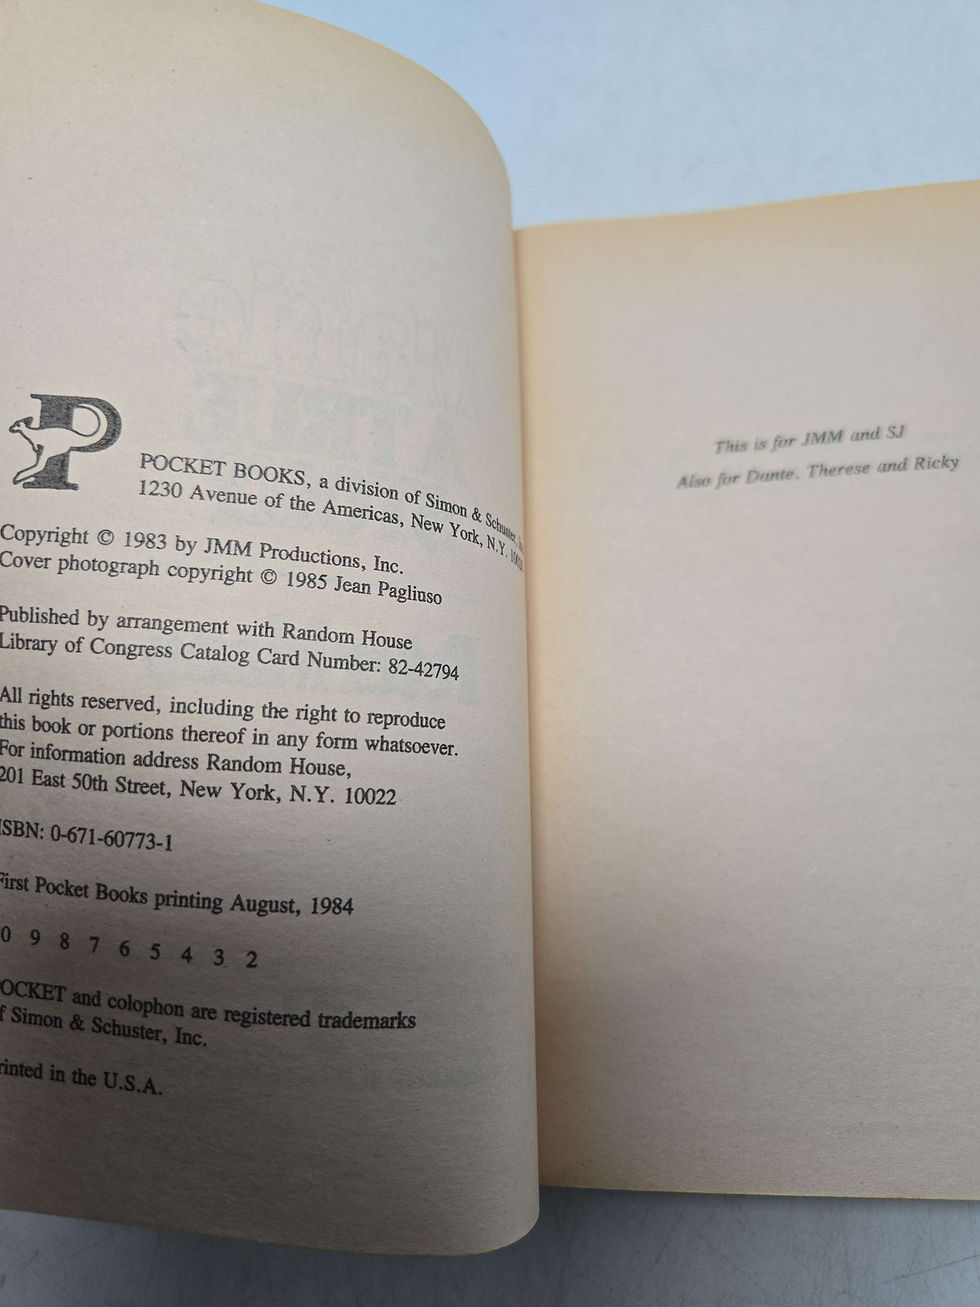 P
POCKET BOOKS, a division of Simon & Schuster,
1230 Avenue of the Americas, New York, N.Y.
Copyright © 1983 by JMM Productions, Inc.
Cover photograph copyright © 1985 Jean Pagliuso
Published by arrangement with Random House
Library of Congress Catalog Card Number: 82-42794
All rights reserved, including the right to reproduce
this book or portions thereof in any form whatsoever.
For information address Random House,
201 East 50th Street, New York, N.Y. 10022
ISBN: 0-671-60773-1
First Pocket Books printing August, 1984
0 9 8 7 6 5 4 3 2
OCKET and colophon are registered trademarks
f Simon & Schuster, Inc.
rinted in the U.S.A.
This is for JMM and SJ
Also for Dante, Therese and Ricky